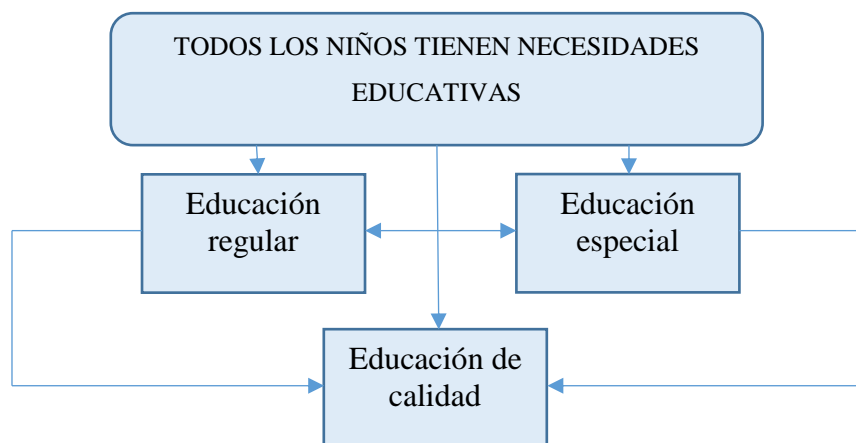 TODOS LOS NIÑOS TIENEN NECESIDADES
EDUCATIVAS
Educación
regular
Educación
especial
Educación de
calidad